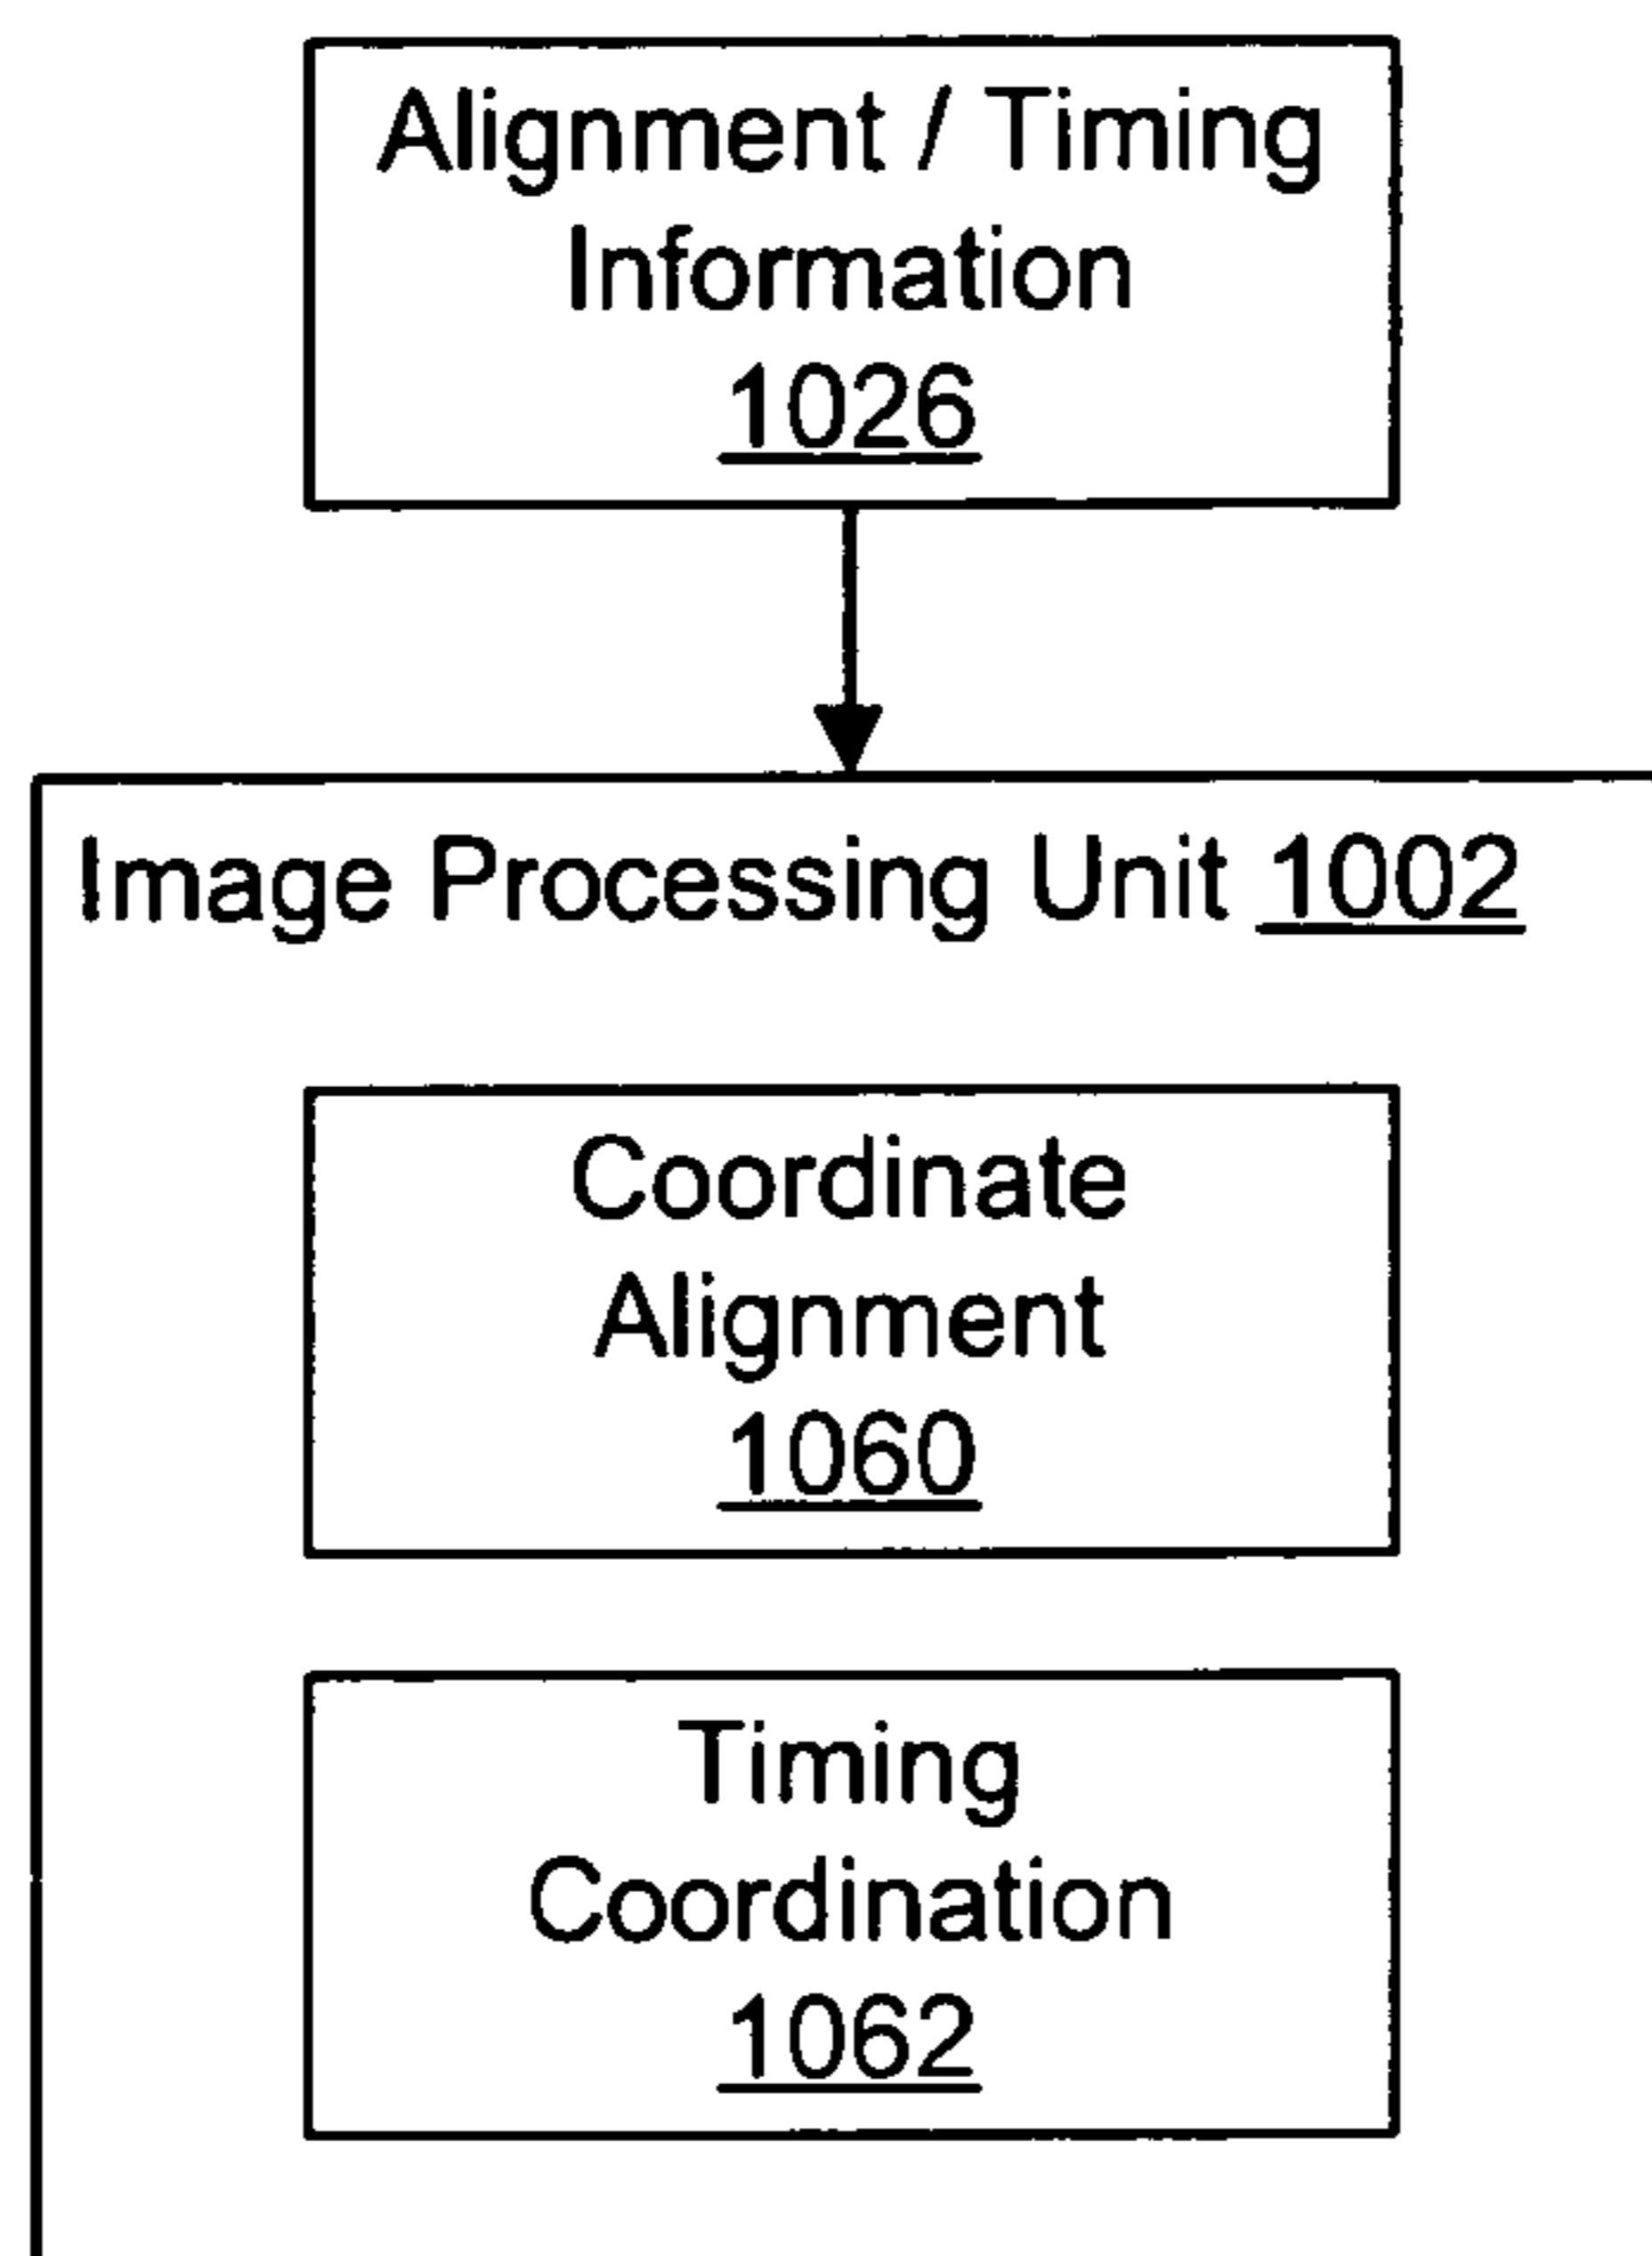 Alignment / Timing
Information
1026
Image Processing Unit 1002
Coordinate
Alignment
1060
Timing
Coordination
1062